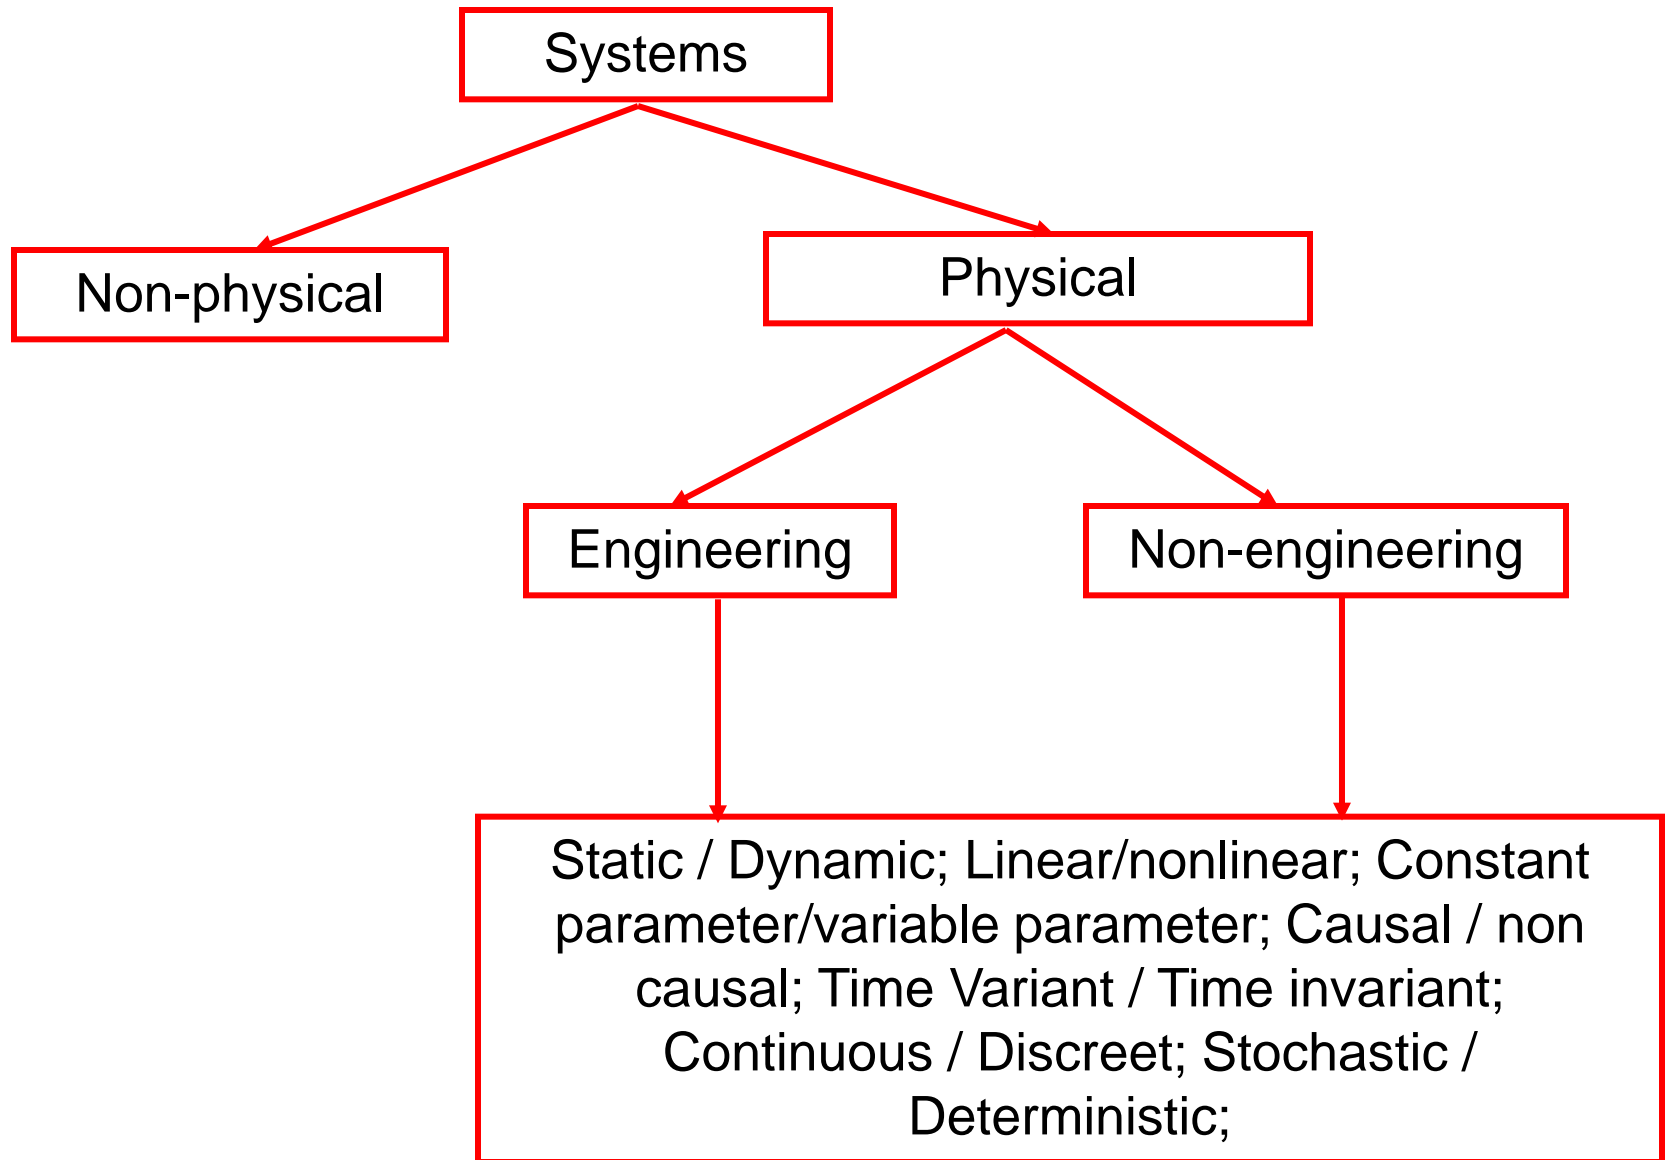 Systems
Non-physical
Physical
Engineering
Non-engineering
Static / Dynamic; Linear/nonlinear; Constant
parameter/variable parameter; Causal / non
causal; Time Variant / Time invariant;
Continuous / Discreet; Stochastic /
Deterministic;